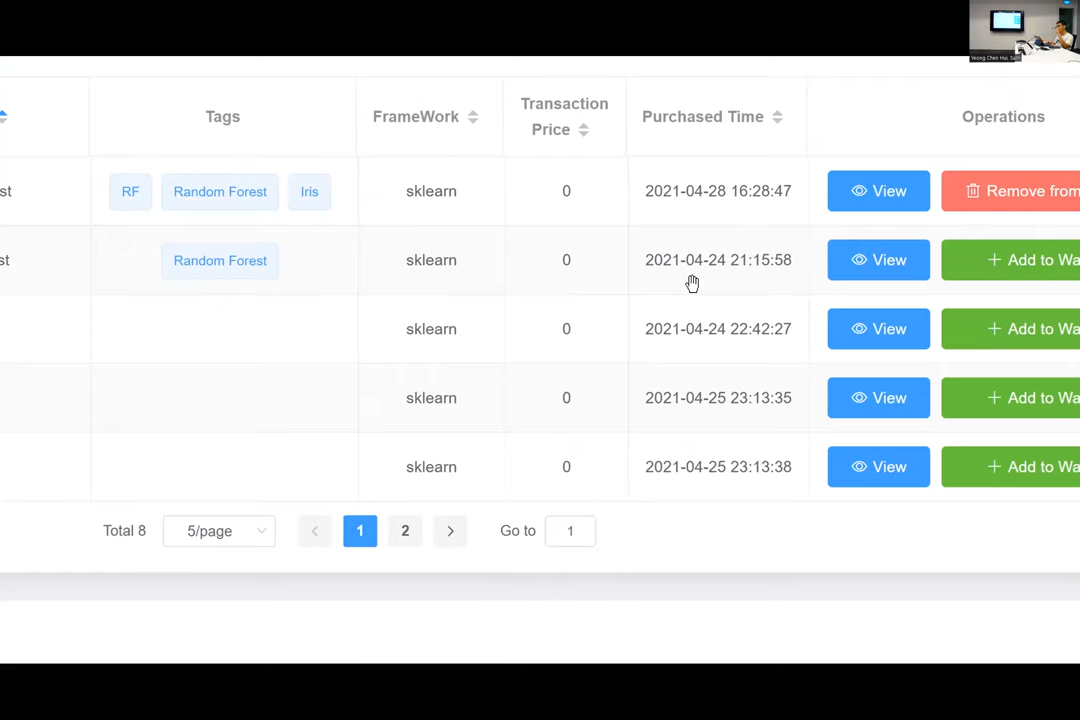 Tags FrameWork Transaction Price Purchased Time Operations
st RF Random Forest Iris sklearn 0 2021-04-28 16:28:47 View Remove from
st Random Forest sklearn 0 2021-04-24 21:15:58 View + Add to Wa
sklearn 0 2021-04-24 22:42:27 View + Add to Wa
sklearn 0 2021-04-25 23:13:35 View + Add to Wa
sklearn 0 2021-04-25 23:13:38 View + Add to Wa
Total 8 5/page < 1 2 > Go to 1